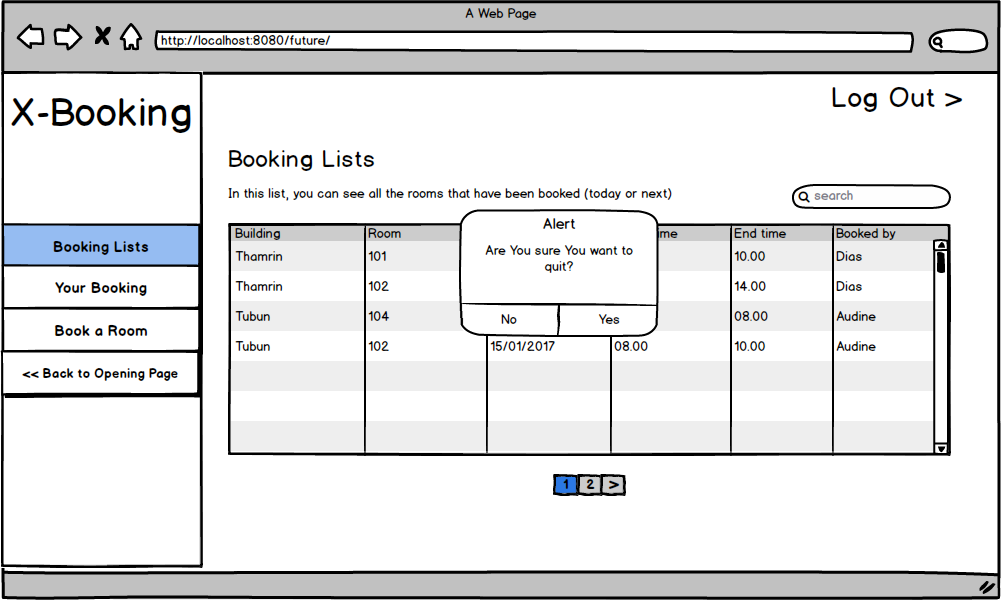 A Web Page
http://localhost:8080/future/
X-Booking
Log Out >
Booking Lists
In this list, you can see all the rooms that have been booked (today or next)
search
Booking Lists
Your Booking
Book a Room
<< Back to Opening Page
Building Room End time Booked by
Thamrin 101 10.00 Dias
Thamrin 102 14.00 Dias
Tubun 104 08.00 Audine
Tubun 102 15/01/2017 08.00 10.00 Audine
Alert
Are You sure You want to
quit?
No Yes
1 2 >